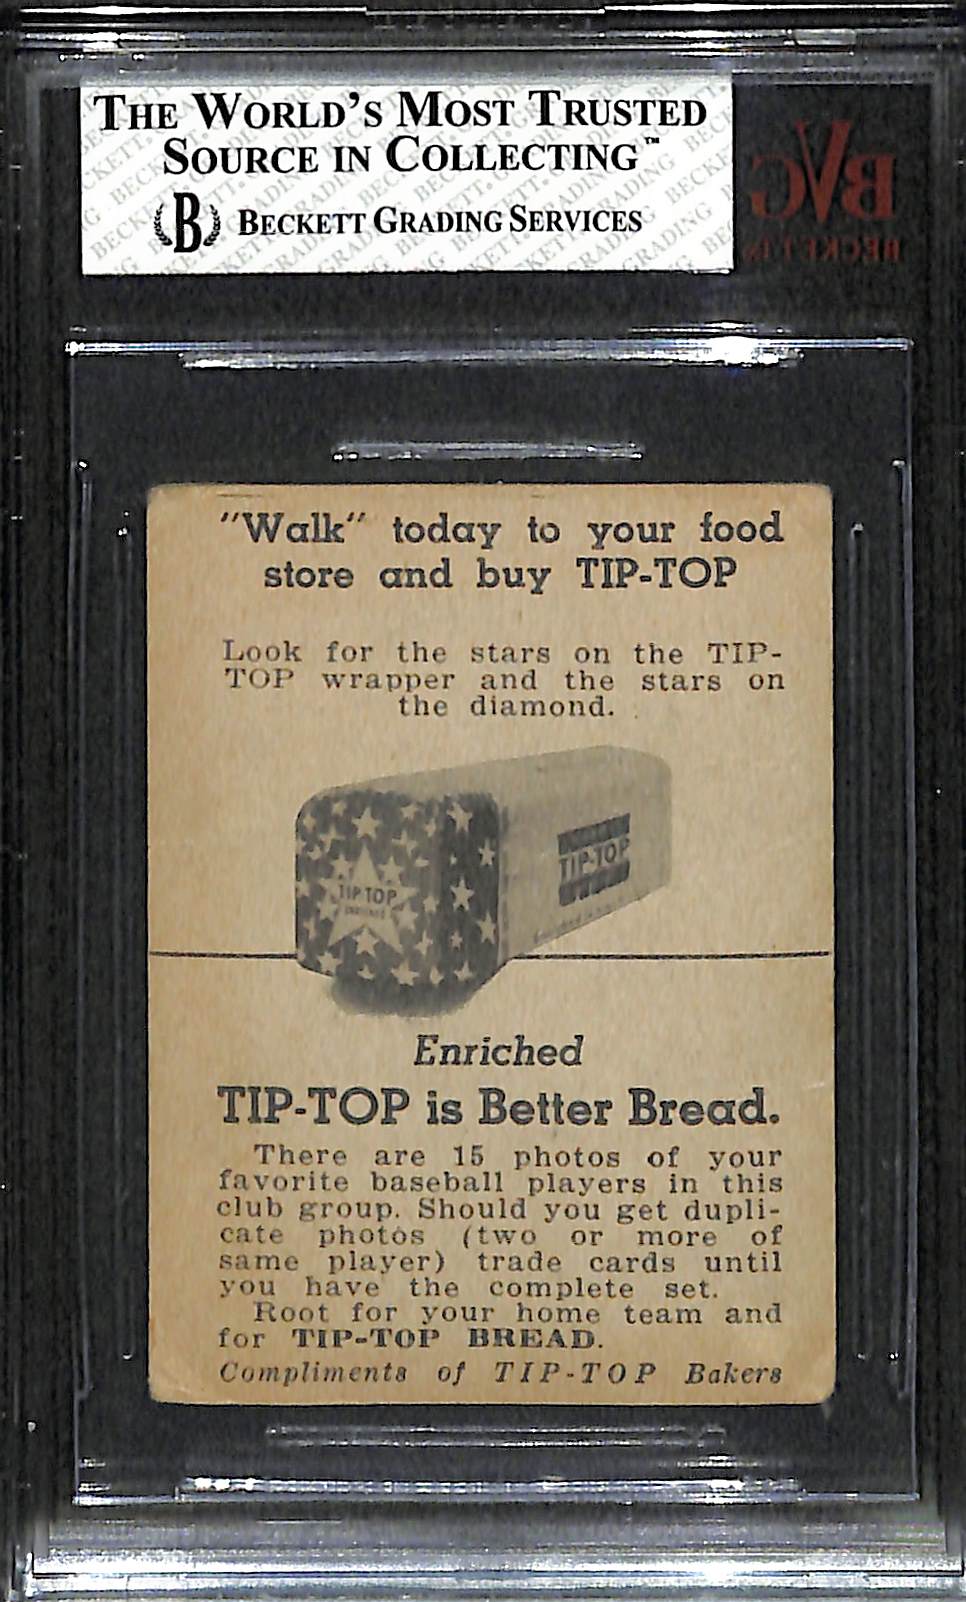 THE WORLD'S MOST TRUSTED
SOURCE IN COLLECTING™
B BECKETT GRADING SERVICES
BVG
"Walk" today to your food
store and buy TIP-TOP
Look for the stars on the TIP-
TOP wrapper and the stars on
the diamond.
TIP-TOP
TIP TOP
Enriched
TIP-TOP is Better Bread.
There are 15 photos of your
favorite baseball players in this
club group. Should you get dupli-
cate photos (two or more of
same player) trade cards until
you have the complete set.
Root for your home team and
for TIP-TOP BREAD.
Compliments of TIP-TOP Bakers